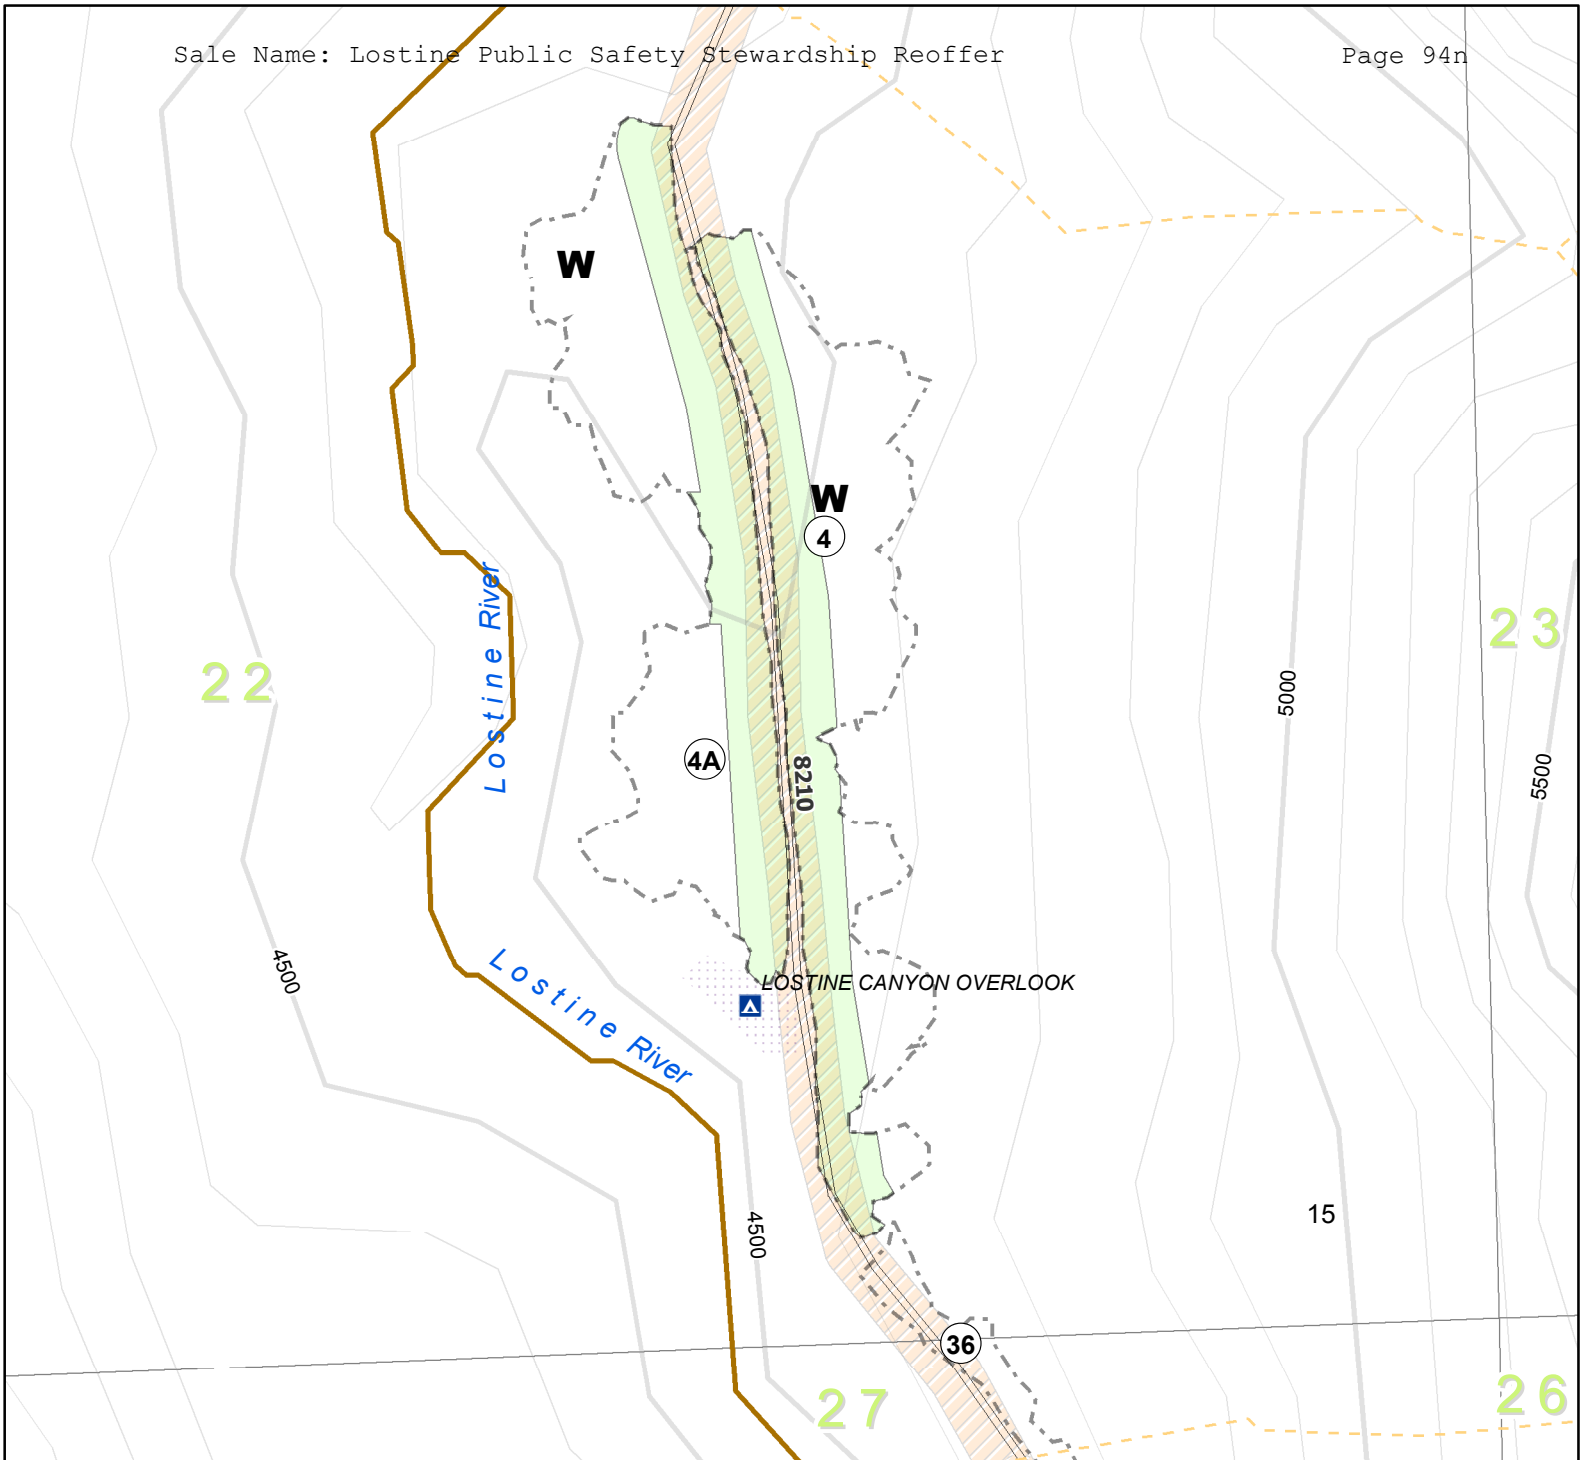 Sale Name: Lostine Public Safety Stewardship Reoffer
Page 94n
W
W
4
Lostine River
22
23
5000
4A
8210
5500
4500
Lostine River
LOSTINE CANYON OVERLOOK
4500
15
36
27
26